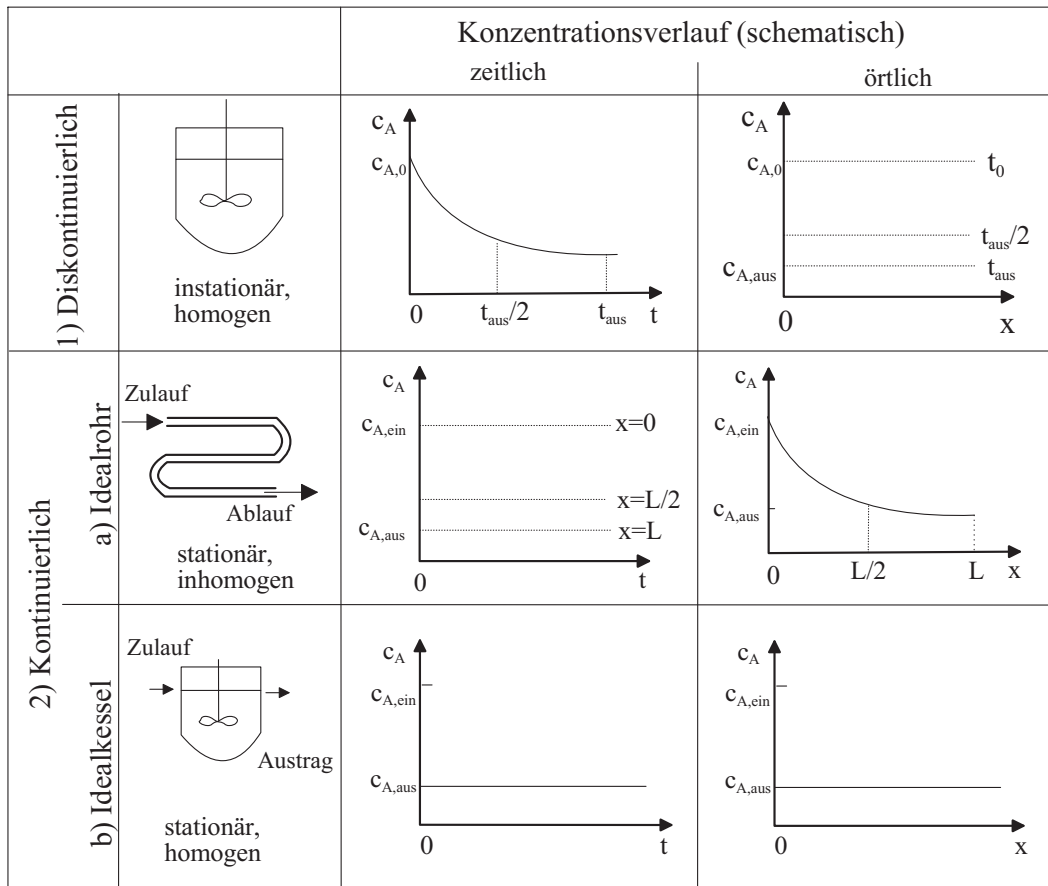 Konzentrationsverlauf (schematisch)
zeitlich
örtlich
1) Diskontinuierlich
instationär,
homogen
c_A
c_A,0
0
t_aus/2
t_aus
t
c_A
c_A,0
t_0
t_aus/2
c_A,aus
t_aus
0
x
2) Kontinuierlich
a) Idealrohr
Zulauf
Ablauf
stationär,
inhomogen
c_A
c_A,ein
x=0
x=L/2
c_A,aus
x=L
0
t
c_A
c_A,ein
c_A,aus
0
L/2
L
x
b) Idealkessel
Zulauf
Austrag
stationär,
homogen
c_A
c_A,ein
c_A,aus
0
t
c_A
c_A,ein
c_A,aus
0
x